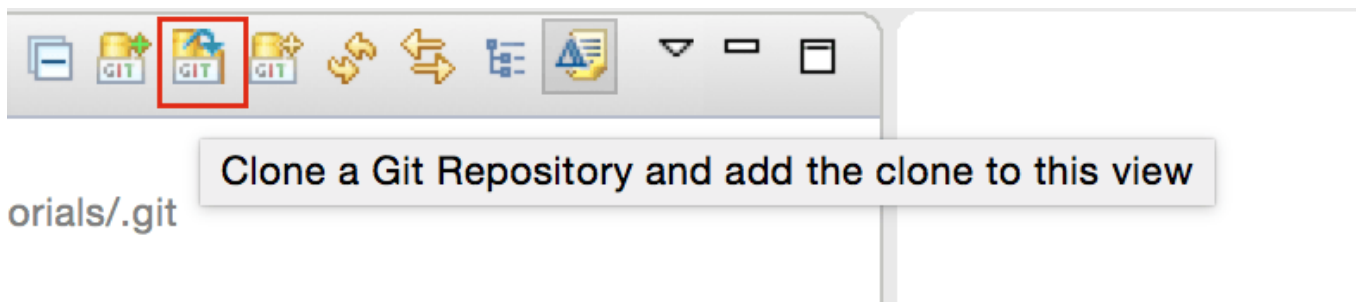 GIT GIT GIT
Clone a Git Repository and add the clone to this view
orials/.git